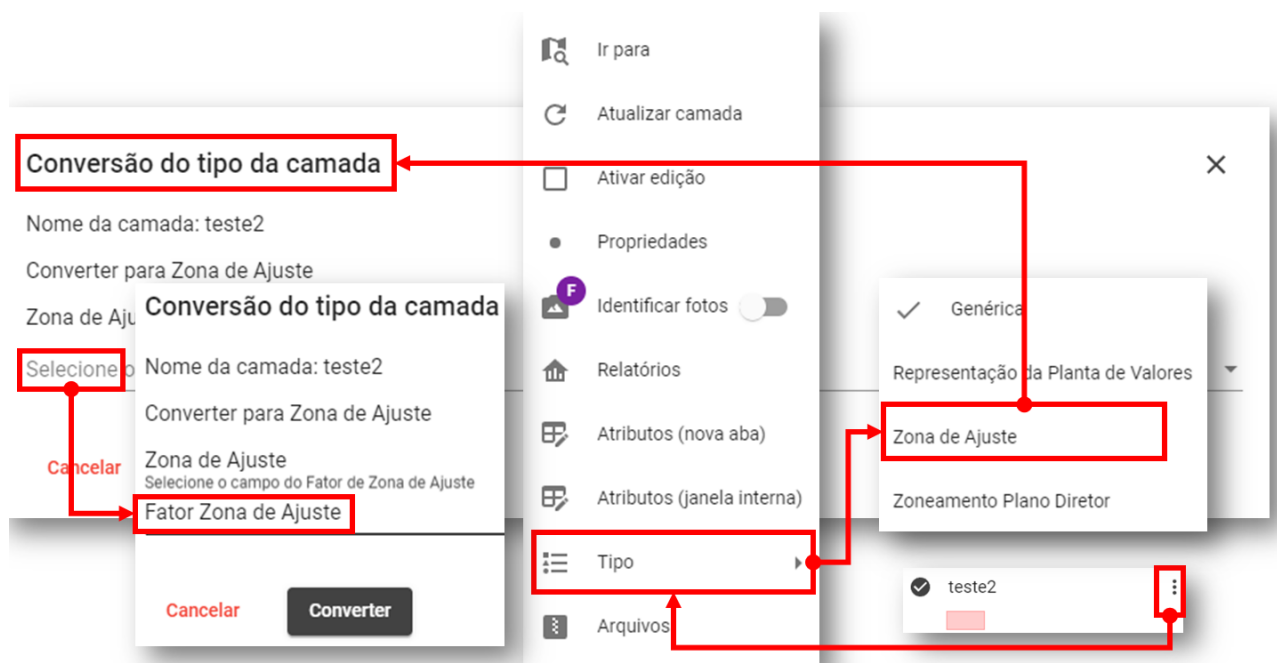 Conversão do tipo da camada
Nome da camada: teste2
Converter para Zona de Ajuste
Zona de Aju
Selecione o
Cancelar
Conversão do tipo da camada
Nome da camada: teste2
Converter para Zona de Ajuste
Zona de Ajuste
Selecione o campo do Fator de Zona de Ajuste
Fator Zona de Ajuste
Cancelar
Converter
Ir para
Atualizar camada
Ativar edição
Propriedades
F
Identificar fotos
Relatórios
Atributos (nova aba)
Atributos (janela interna)
Tipo
Arquivos
Genérica
Representação da Planta de Valores
Zona de Ajuste
Zoneamento Plano Diretor
teste2